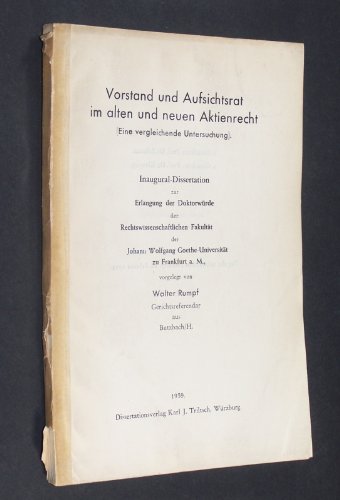 Vorstand und Aufsichtsrat
im alten und neuen Aktienrecht
(Eine vergleichende Untersuchung).
Inaugural-Dissertation
zur
Erlangung der Doktorwürde
der
Rechtswissenschaftlichen Fakultät
der
Johann Wolfgang Goethe-Universität
zu Frankfurt a. M.,
vorgelegt von
Walter Rumpf
Gerichtsreferendar
aus
Butzbach/H.
1939.
Dissertationsverlag Karl J. Triltsch, Würzburg